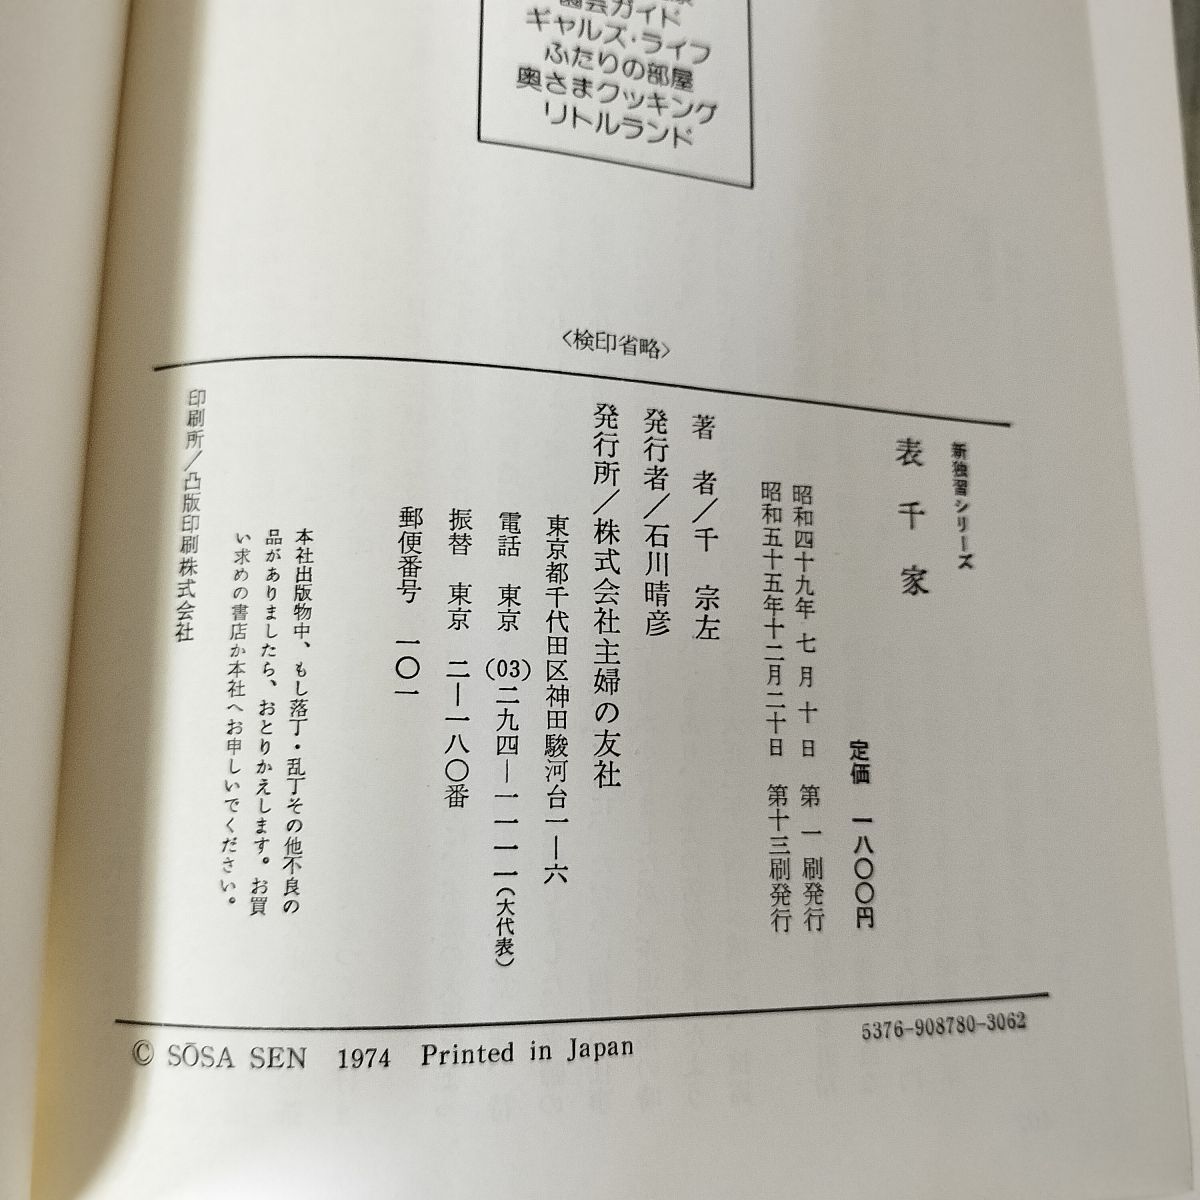 園芸ガイド
ギャルズ・ライフ
ふたりの部屋
奥さまクッキング
リトルランド
〈検印省略〉
新独習シリーズ
表千家
定価 一八〇〇円
昭和四十九年七月十日 第一刷発行
昭和五十五年十二月二十日 第十三刷発行
著者／千 宗左
発行者／石川晴彦
発行所／株式会社主婦の友社
東京都千代田区神田駿河台一―六
電話 東京 (03)二九四―一一一一(大代表)
振替 東京 二―一八〇番
郵便番号 一〇一
本社出版物中、もし落丁・乱丁その他不良の
品がありましたら、おとりかえします。お買
い求めの書店か本社へお申しいでください。
印刷所／凸版印刷株式会社
5376-908780-3062
© SŌSA SEN 1974 Printed in Japan